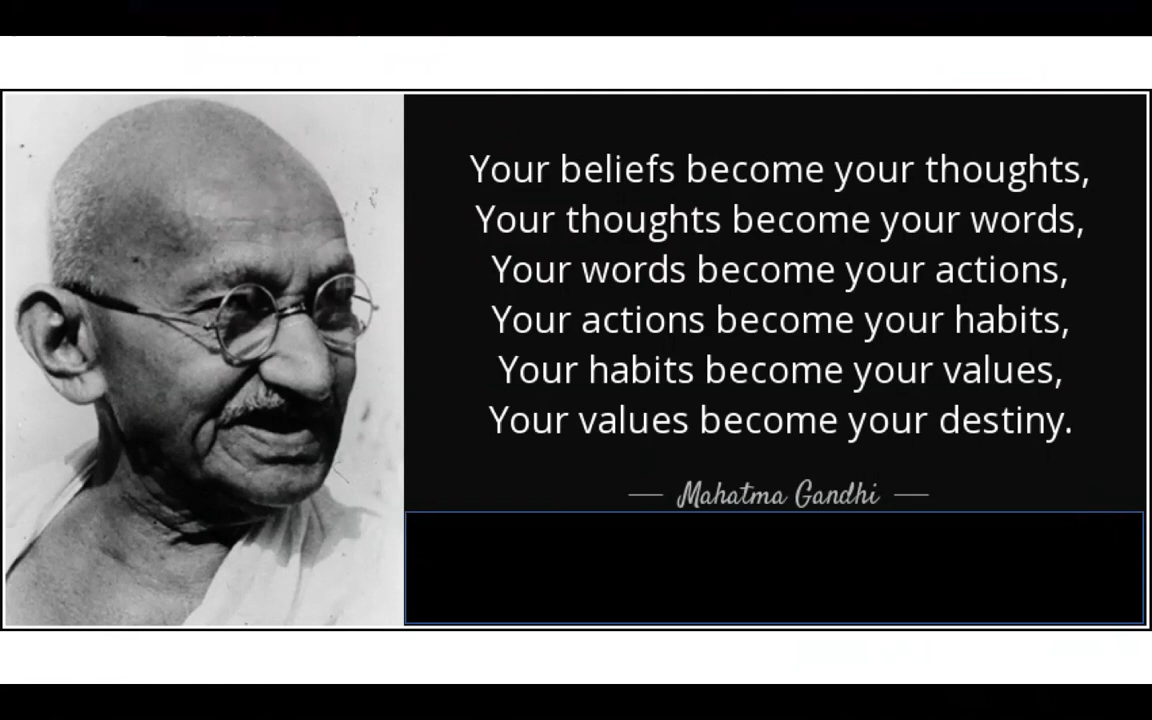 Your beliefs become your thoughts,
Your thoughts become your words,
Your words become your actions,
Your actions become your habits,
Your habits become your values,
Your values become your destiny.
— Mahatma Gandhi —